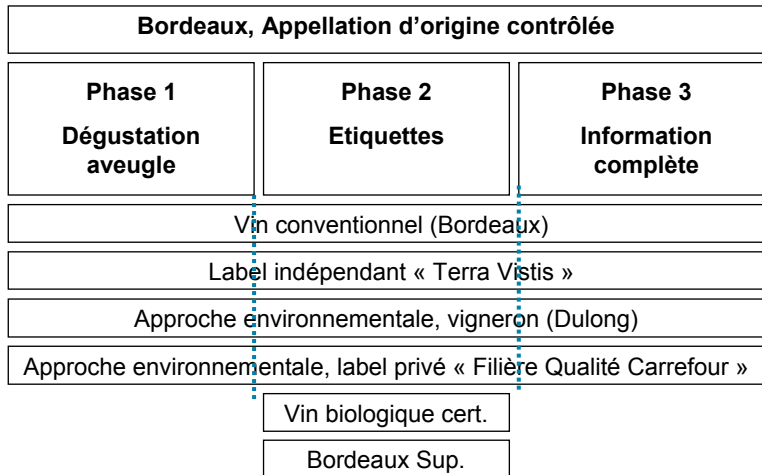 Bordeaux, Appellation d'origine contrôlée
Phase 1
Dégustation
aveugle
Phase 2
Etiquettes
Phase 3
Information
complète
Vin conventionnel (Bordeaux)
Label indépendant « Terra Vistis »
Approche environnementale, vigneron (Dulong)
Approche environnementale, label privé « Filière Qualité Carrefour »
Vin biologique cert.
Bordeaux Sup.